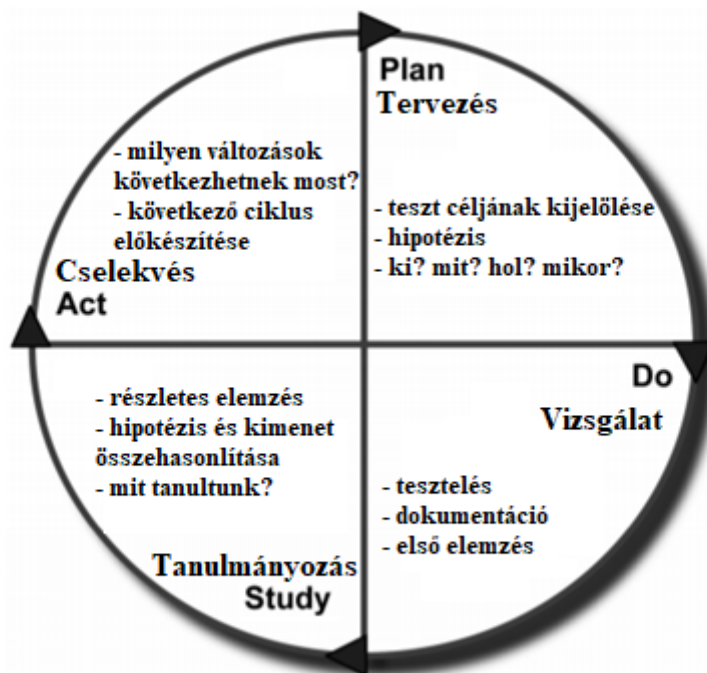 Plan
Tervezés
- teszt céljának kijelölése
- hipotézis
- ki? mit? hol? mikor?
Do
Vizsgálat
- tesztelés
- dokumentáció
- első elemzés
- részletes elemzés
- hipotézis és kimenet
összehasonlítása
- mit tanultunk?
Tanulmányozás
Study
- milyen változások
következhetnek most?
- következő ciklus
előkészítése
Cselekvés
Act